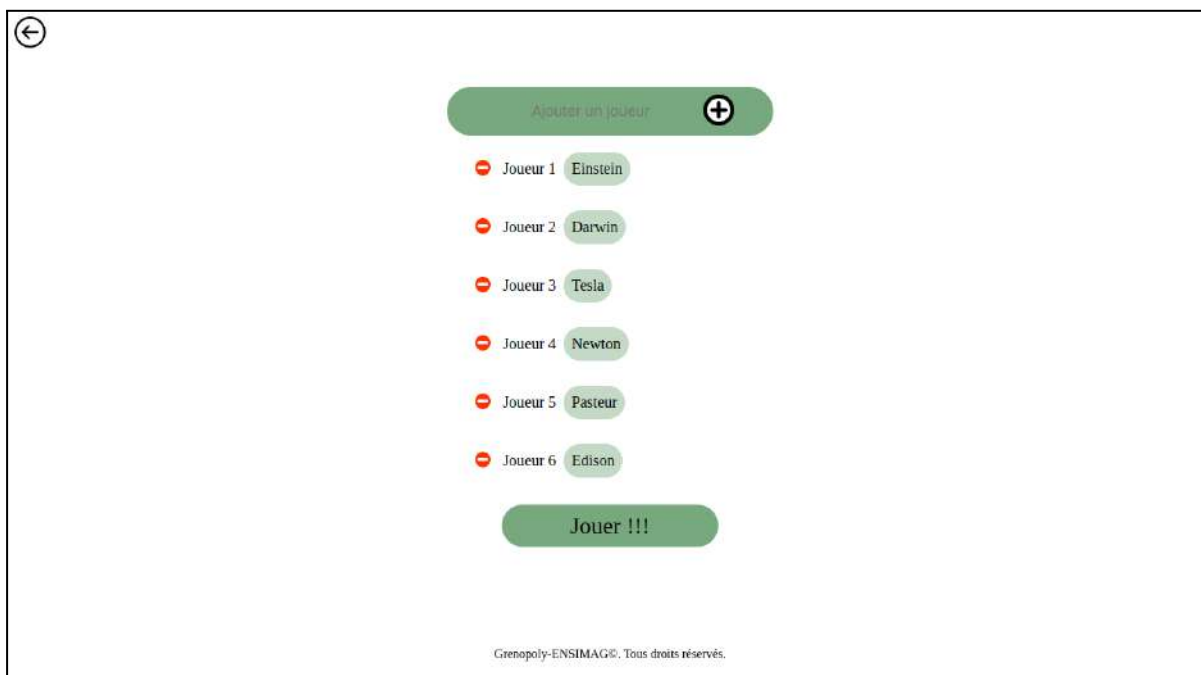 Ajouter un joueur
Joueur 1 Einstein
Joueur 2 Darwin
Joueur 3 Tesla
Joueur 4 Newton
Joueur 5 Pasteur
Joueur 6 Edison
Jouer !!!
Grenopoly-ENSIMAG©. Tous droits réservés.